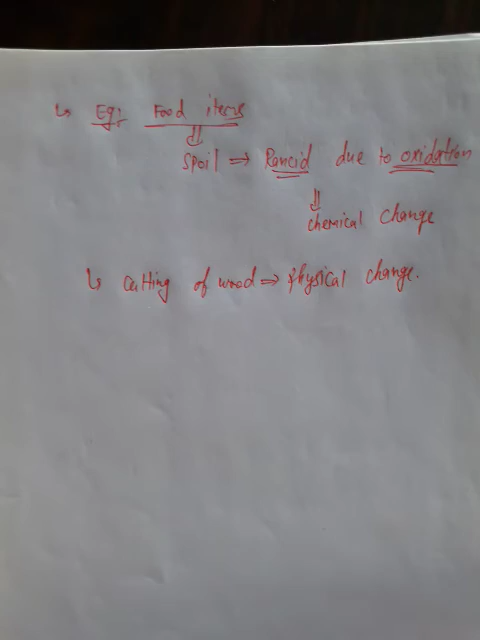 ↳ Eg: Food items
⇓
Spoil ⇒ Rancid due to oxidation
⇓
chemical change
↳ Cutting of wood ⇒ Physical change.